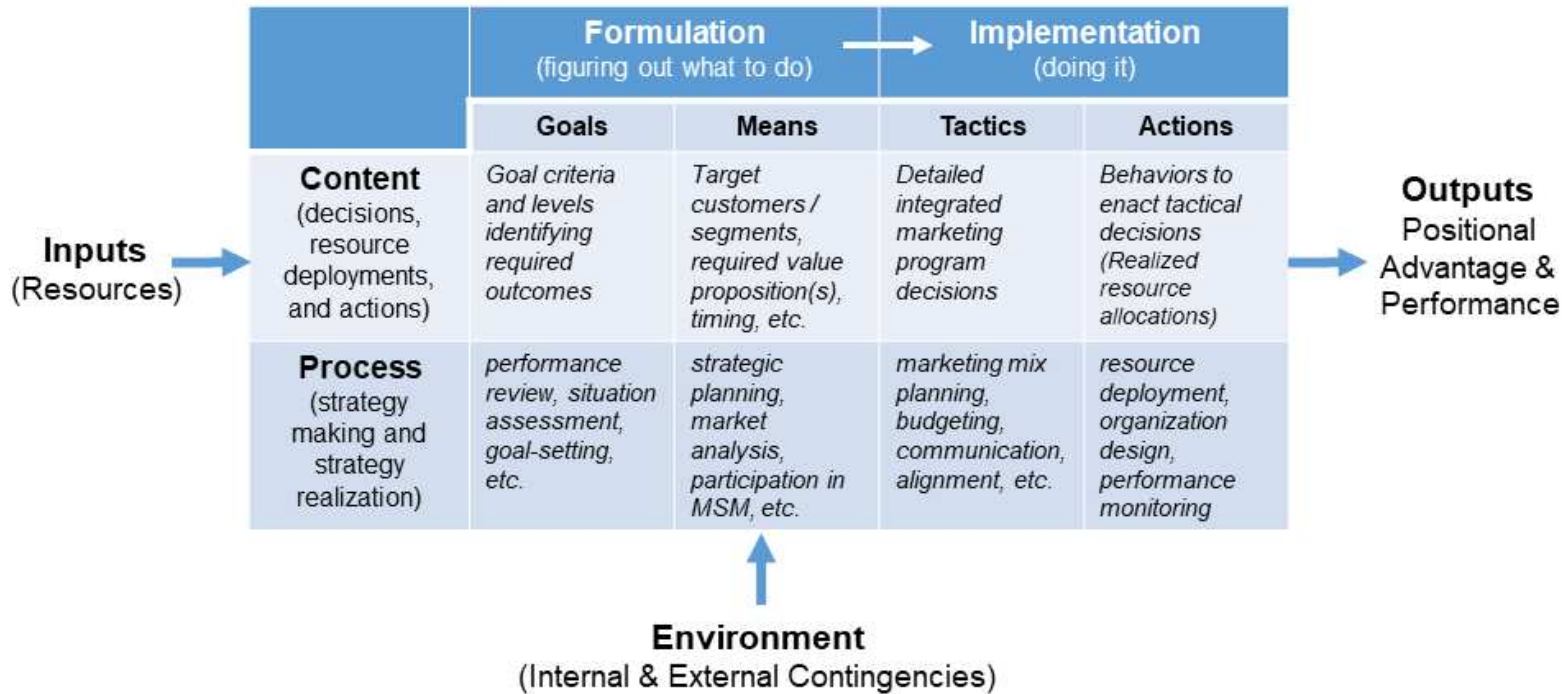 Formulation
(figuring out what to do)
Implementation
(doing it)
Goals
Means
Tactics
Actions
Inputs
(Resources)
Content
(decisions,
resource
deployments,
and actions)
Goal criteria
and levels
identifying
required
outcomes
Target
customers /
segments,
required value
proposition(s),
timing, etc.
Detailed
integrated
marketing
program
decisions
Behaviors to
enact tactical
decisions
(Realized
resource
allocations)
Outputs
Positional
Advantage &
Performance
Process
(strategy
making and
strategy
realization)
performance
review, situation
assessment,
goal-setting,
etc.
strategic
planning,
market
analysis,
participation in
MSM, etc.
marketing mix
planning,
budgeting,
communication,
alignment, etc.
resource
deployment,
organization
design,
performance
monitoring
Environment
(Internal & External Contingencies)